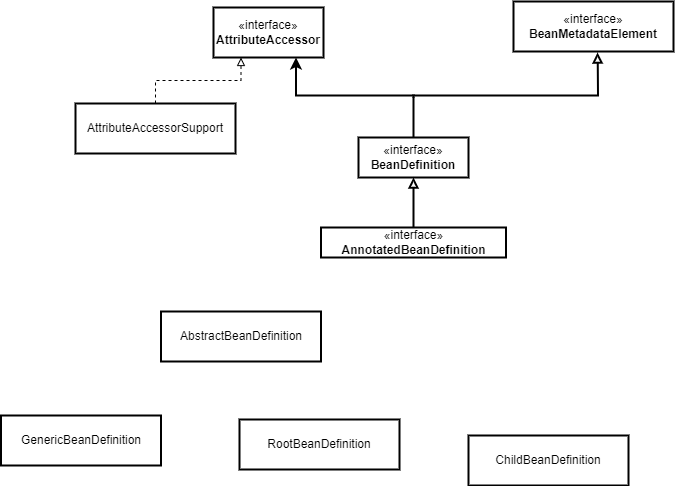 «interface»
AttributeAccessor
«interface»
BeanMetadataElement
AttributeAccessorSupport
«interface»
BeanDefinition
«interface»
AnnotatedBeanDefinition
AbstractBeanDefinition
GenericBeanDefinition
RootBeanDefinition
ChildBeanDefinition